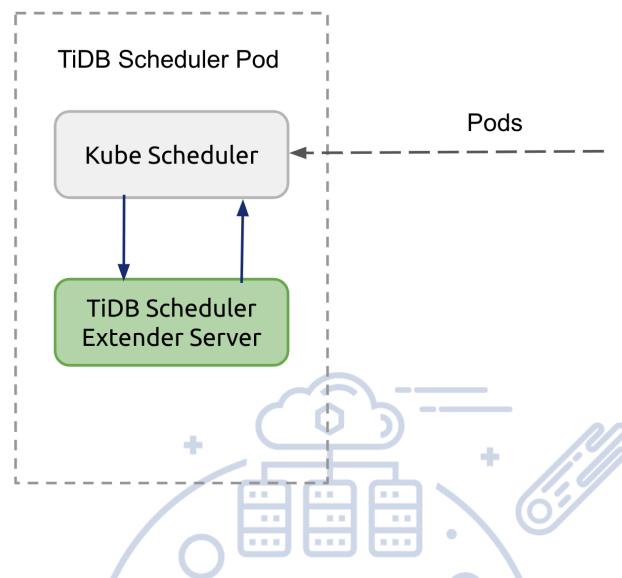 TiDB Scheduler Pod
Kube Scheduler
Pods
TiDB Scheduler
Extender Server